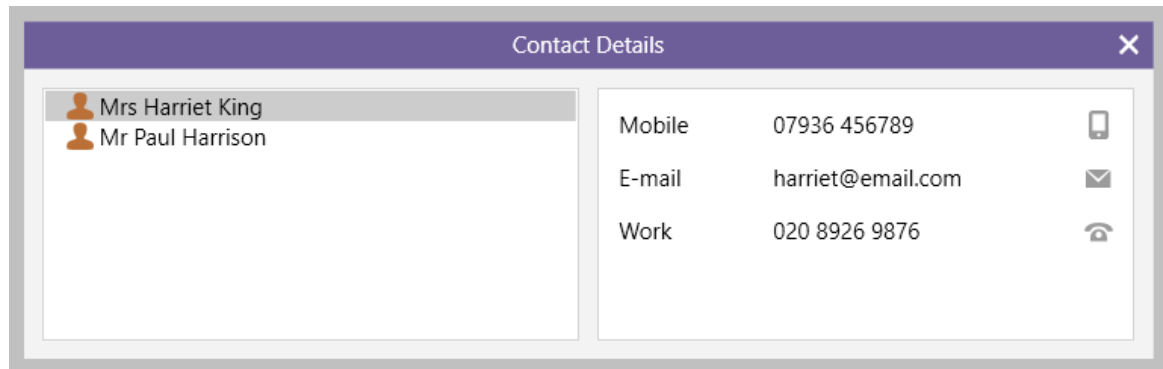 Contact Details
Mrs Harriet King
Mr Paul Harrison
Mobile 07936 456789
E-mail harriet@email.com
Work 020 8926 9876